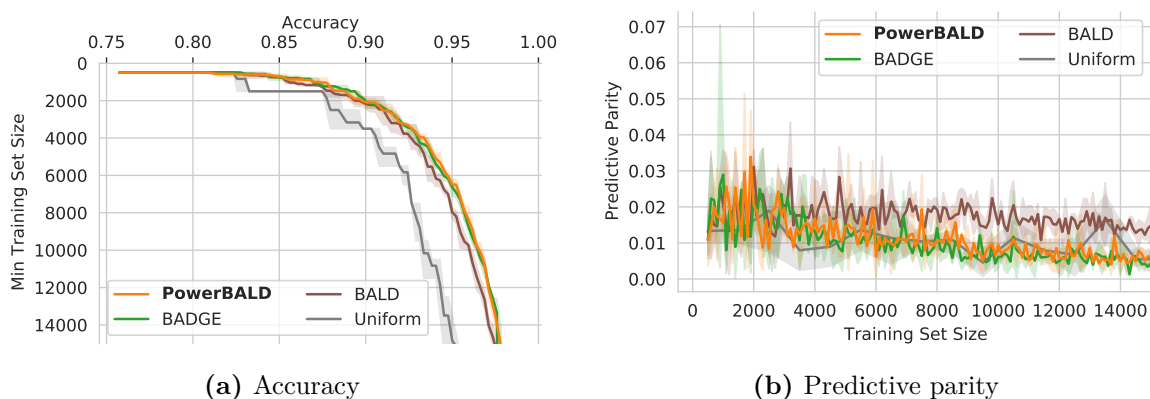 Accuracy
0.75 0.80 0.85 0.90 0.95 1.00
0
2000
4000
6000
8000
10000
12000
14000
Min Training Set Size
PowerBALD BALD
BADGE Uniform
(a) Accuracy
0.07
0.06
0.05
0.04
0.03
0.02
0.01
0.00
Predictive Parity
PowerBALD BALD
BADGE Uniform
0 2000 4000 6000 8000 10000 12000 14000
Training Set Size
(b) Predictive parity